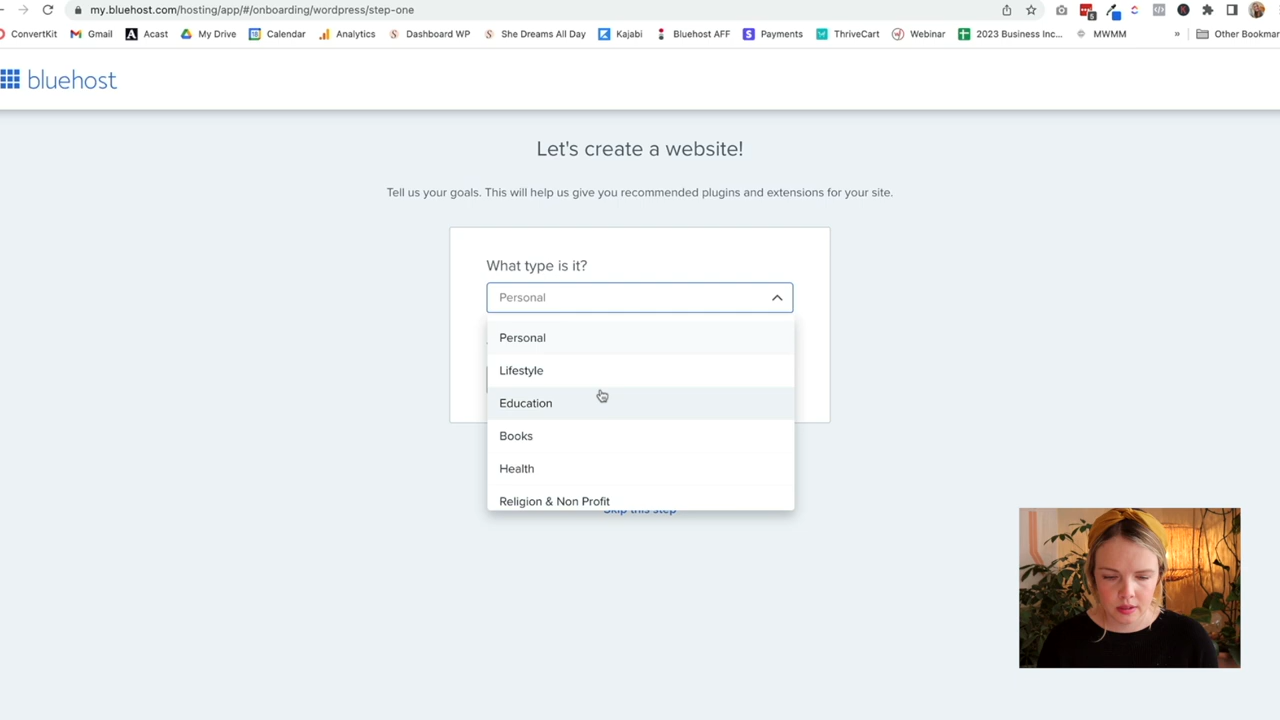 my.bluehost.com/hosting/app/#/onboarding/wordpress/step-one
ConvertKit Gmail Acast My Drive Calendar Analytics Dashboard WP She Dreams All Day Kajabi Bluehost AFF Payments ThriveCart Webinar 2023 Business Inc... MWMM » Other Bookmar
bluehost
Let's create a website!
Tell us your goals. This will help us give you recommended plugins and extensions for your site.
What type is it?
Personal
Personal
Lifestyle
Education
Books
Health
Religion & Non Profit
Skip this step